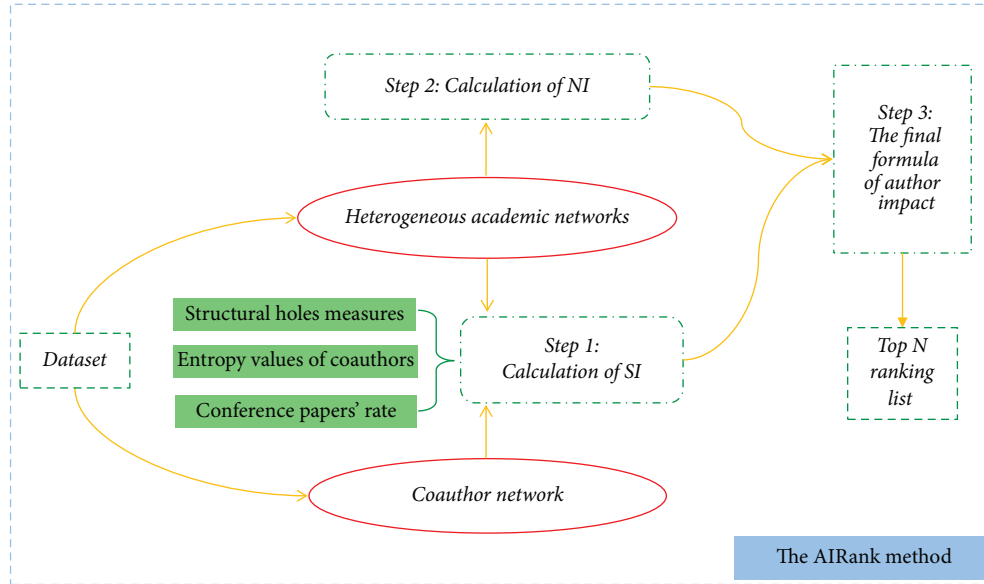 Step 2: Calculation of NI
Step 3:
The final
formula
of author
impact
Heterogeneous academic networks
Structural holes measures
Entropy values of coauthors
Conference papers’ rate
Step 1:
Calculation of SI
Dataset
Top N
ranking
list
Coauthor network
The AIRank method